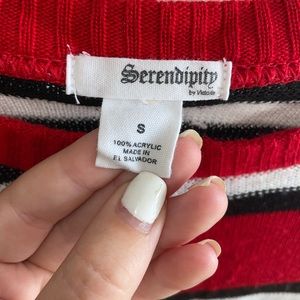 Serendipity
by Victoria
S
100% ACRYLIC
MADE IN
EL SALVADOR